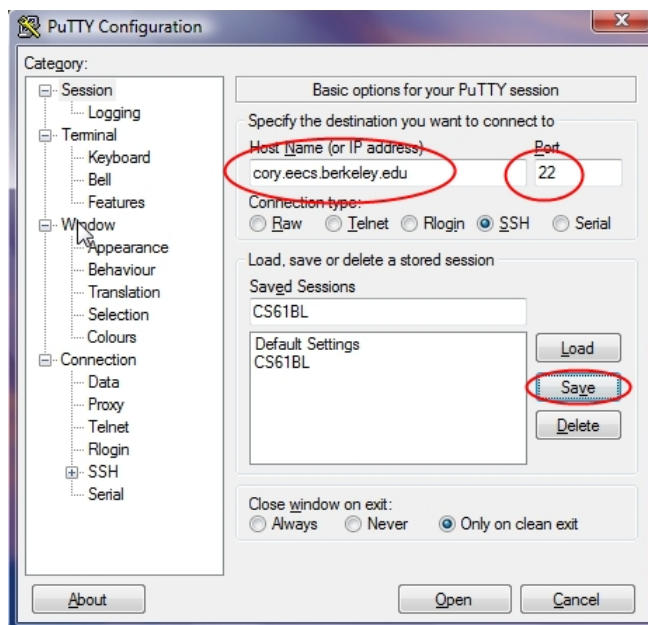 PuTTY Configuration
Category:
Session
Logging
Terminal
Keyboard
Bell
Features
Window
Appearance
Behaviour
Translation
Selection
Colours
Connection
Data
Proxy
Telnet
Rlogin
SSH
Serial
Basic options for your PuTTY session
Specify the destination you want to connect to
Host Name (or IP address) Port
cory.eecs.berkeley.edu 22
Connection type:
Raw Telnet Rlogin SSH Serial
Load, save or delete a stored session
Saved Sessions
CS61BL
Default Settings
CS61BL
Load
Save
Delete
Close window on exit:
Always Never Only on clean exit
About Open Cancel